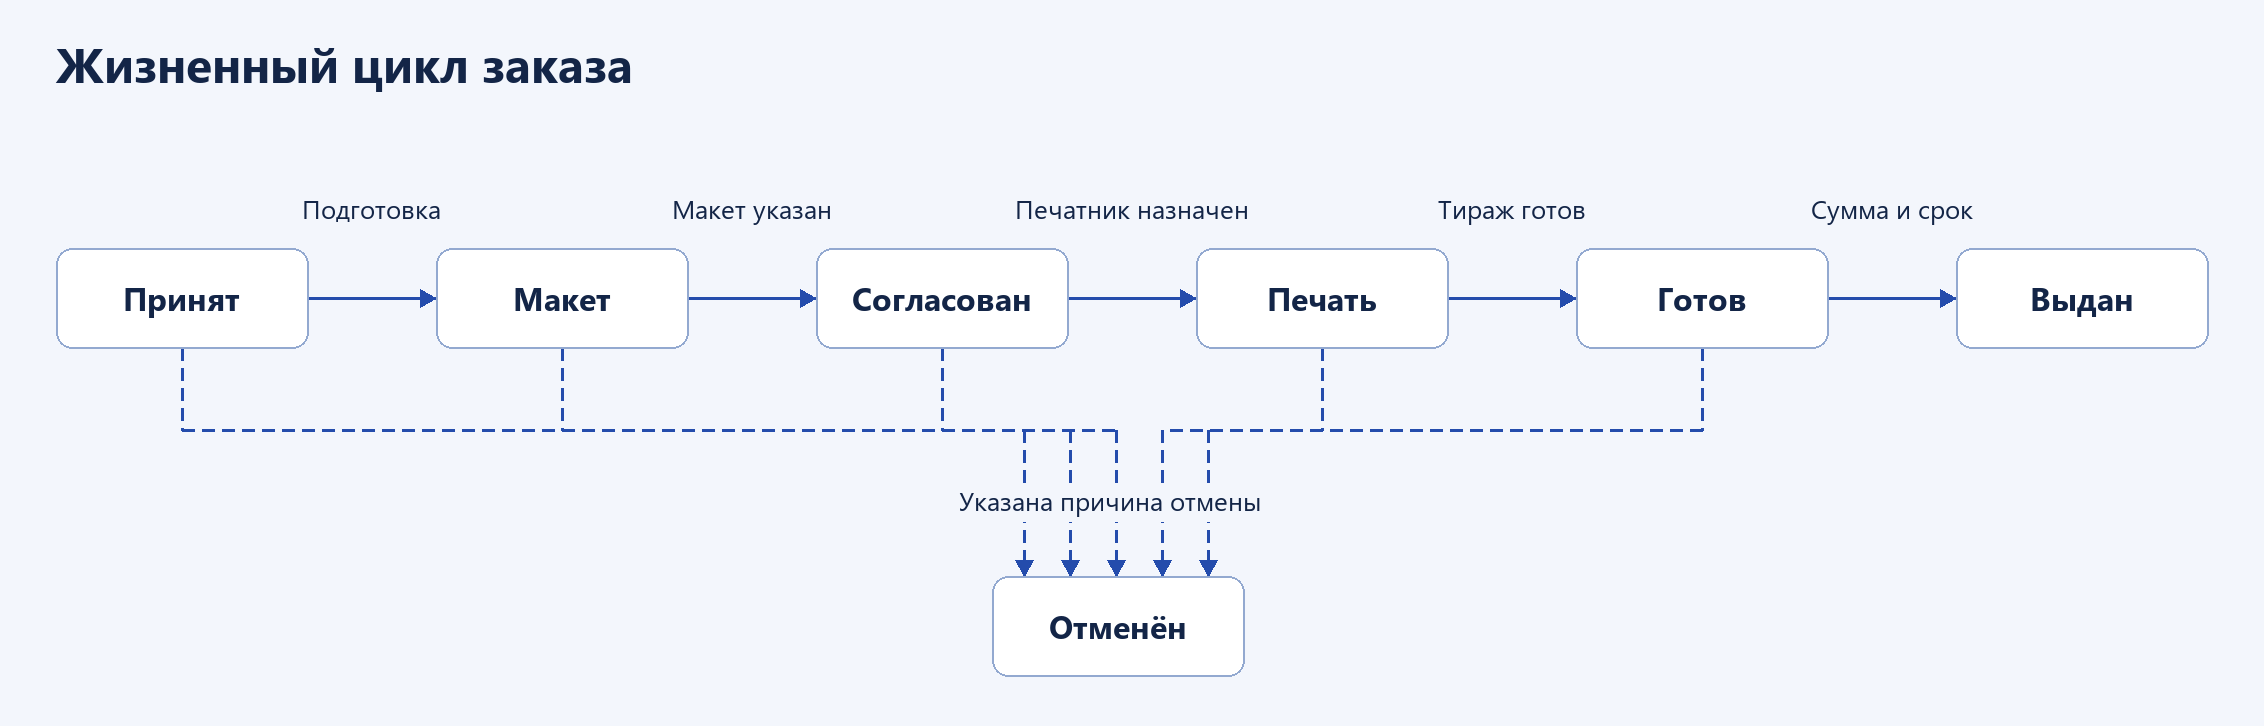 Жизненный цикл заказа
Подготовка
Макет указан
Печатник назначен
Тираж готов
Сумма и срок
Принят
Макет
Согласован
Печать
Готов
Выдан
Указана причина отмены
Отменён